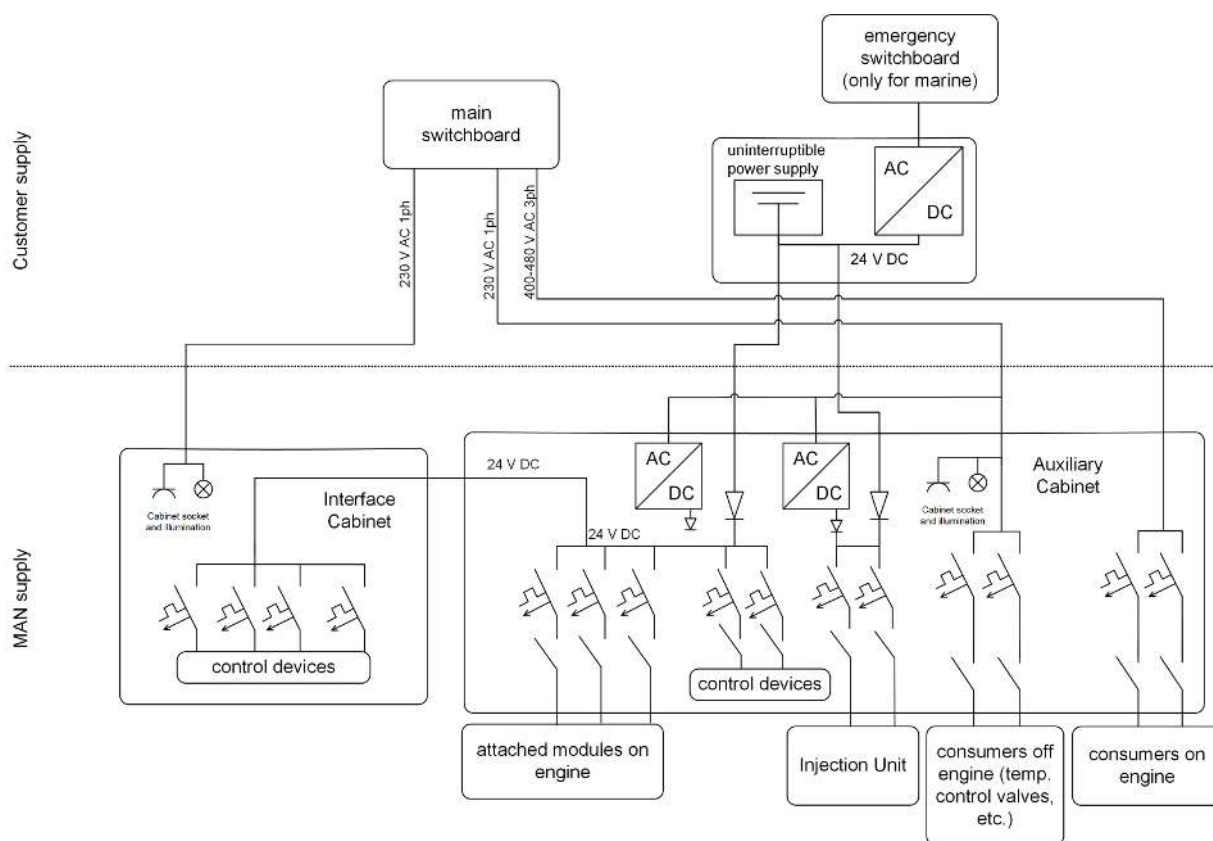 emergency
switchboard
(only for marine)
main
switchboard
uninterruptible
power supply
AC
DC
24 V DC
Customer supply
230 V AC 1ph
230 V AC 1ph
400-480 V AC 3ph
MAN supply
Cabinet socket
and illumination
Interface
Cabinet
control devices
24 V DC
24 V DC
AC
DC
AC
DC
Cabinet socket
and illumination
Auxiliary
Cabinet
control devices
attached modules on
engine
Injection Unit
consumers off
engine (temp.
control valves,
etc.)
consumers on
engine